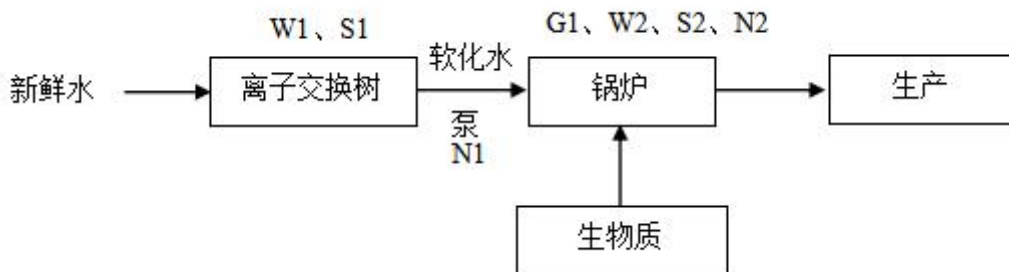 W1、S1
G1、W2、S2、N2
新鲜水
离子交换树
软化水
锅炉
生产
泵
N1
生物质